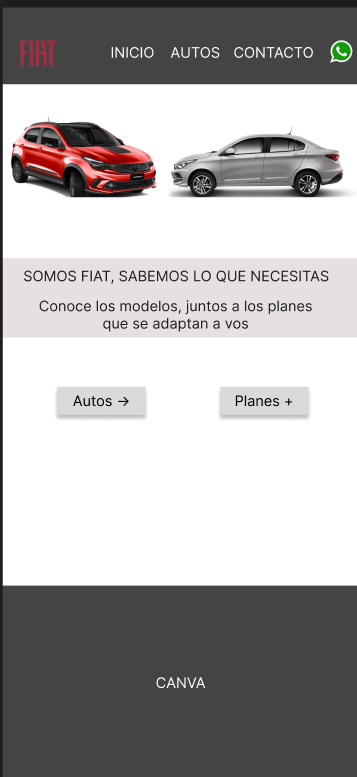 FIAT
INICIO AUTOS CONTACTO
SOMOS FIAT, SABEMOS LO QUE NECESITAS
Conoce los modelos, juntos a los planes
que se adaptan a vos
Autos → Planes +
CANVA